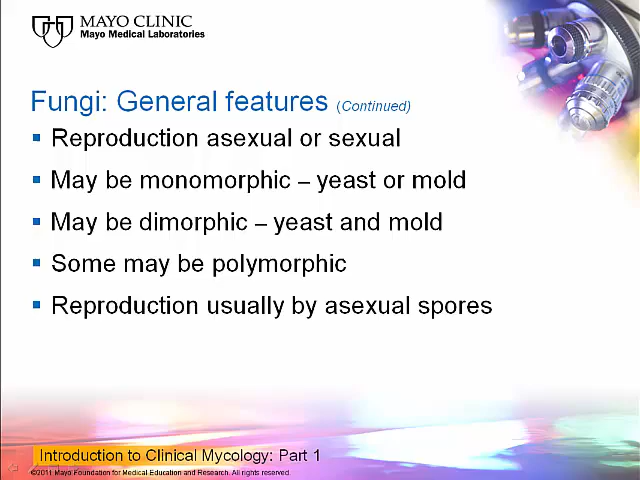 MAYO CLINIC
Mayo Medical Laboratories
Fungi: General features (Continued)
Reproduction asexual or sexual
May be monomorphic – yeast or mold
May be dimorphic – yeast and mold
Some may be polymorphic
Reproduction usually by asexual spores
Introduction to Clinical Mycology: Part 1
©2011 Mayo Foundation for Medical Education and Research. All rights reserved.